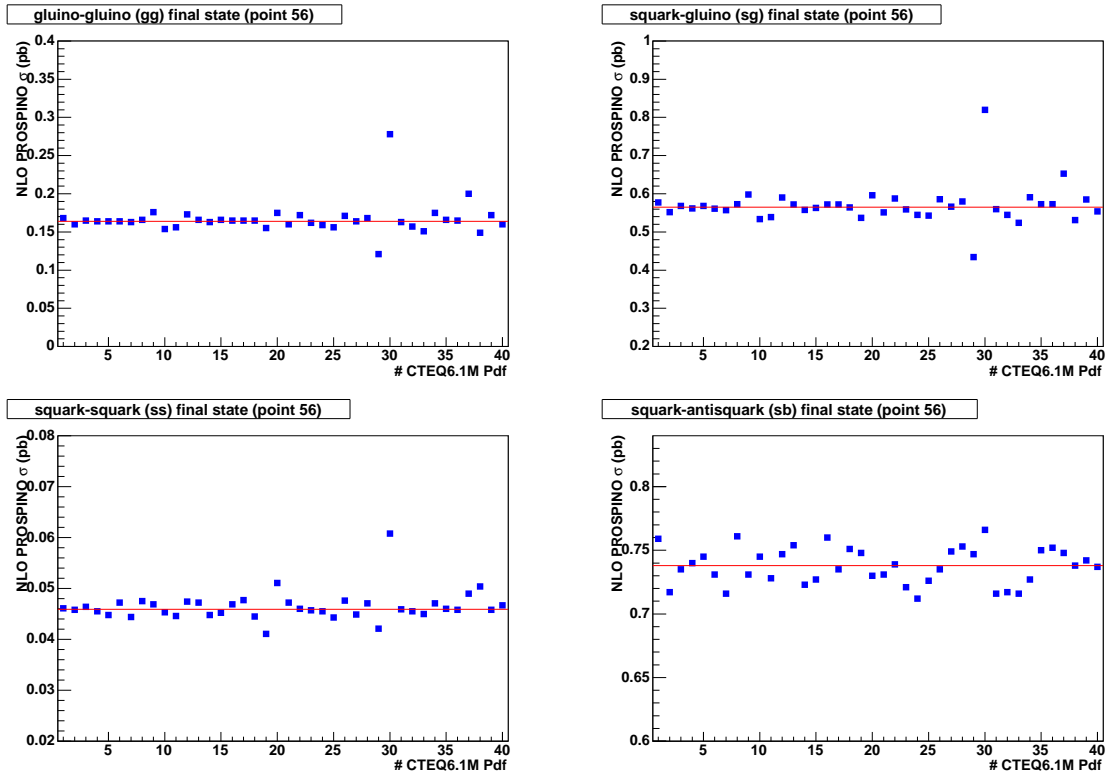 gluino-gluino (gg) final state (point 56)
NLO PROSPINO σ (pb)
0.4
0.35
0.3
0.25
0.2
0.15
0.1
0.05
0
5 10 15 20 25 30 35 40
# CTEQ6.1M Pdf
squark-gluino (sg) final state (point 56)
NLO PROSPINO σ (pb)
1
0.9
0.8
0.7
0.6
0.5
0.4
0.3
0.2
5 10 15 20 25 30 35 40
# CTEQ6.1M Pdf
squark-squark (ss) final state (point 56)
NLO PROSPINO σ (pb)
0.08
0.07
0.06
0.05
0.04
0.03
0.02
5 10 15 20 25 30 35 40
# CTEQ6.1M Pdf
squark-antisquark (sb) final state (point 56)
NLO PROSPINO σ (pb)
0.8
0.75
0.7
0.65
0.6
5 10 15 20 25 30 35 40
# CTEQ6.1M Pdf